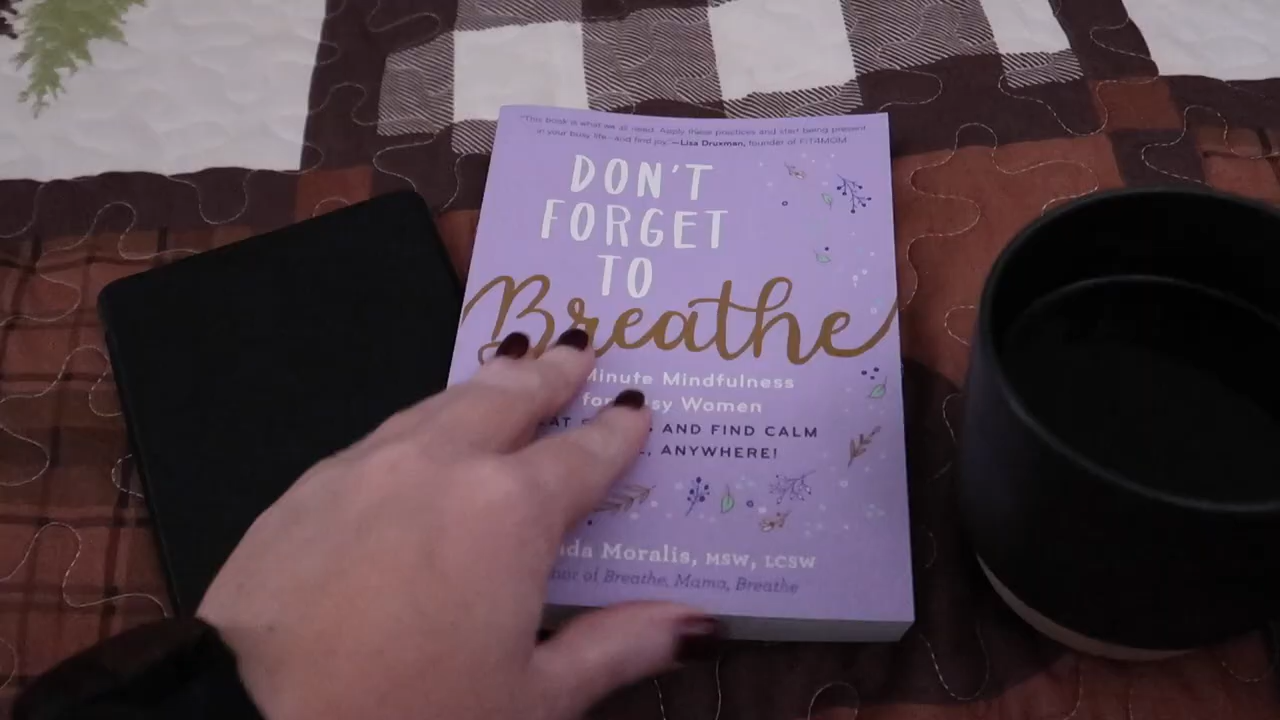 "This book is what we all need. Apply these practices and start being present
in your busy life—and find joy."—Lisa Druxman, founder of FIT4MOM
DON'T
FORGET
TO
Breathe
Minute Mindfulness
for Women
AND FIND CALM
ANYWHERE!
Moralis, MSW, LCSW
of Breathe, Mama, Breathe